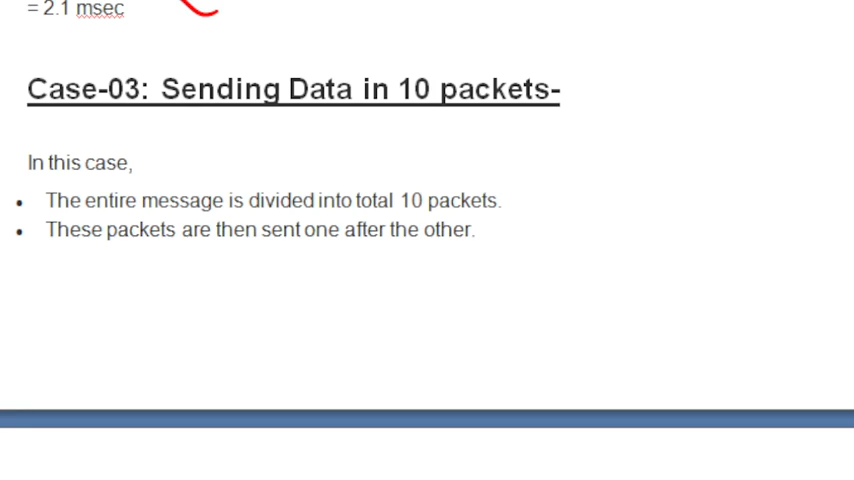 = 2.1 msec
Case-03: Sending Data in 10 packets-
In this case,
• The entire message is divided into total 10 packets.
• These packets are then sent one after the other.